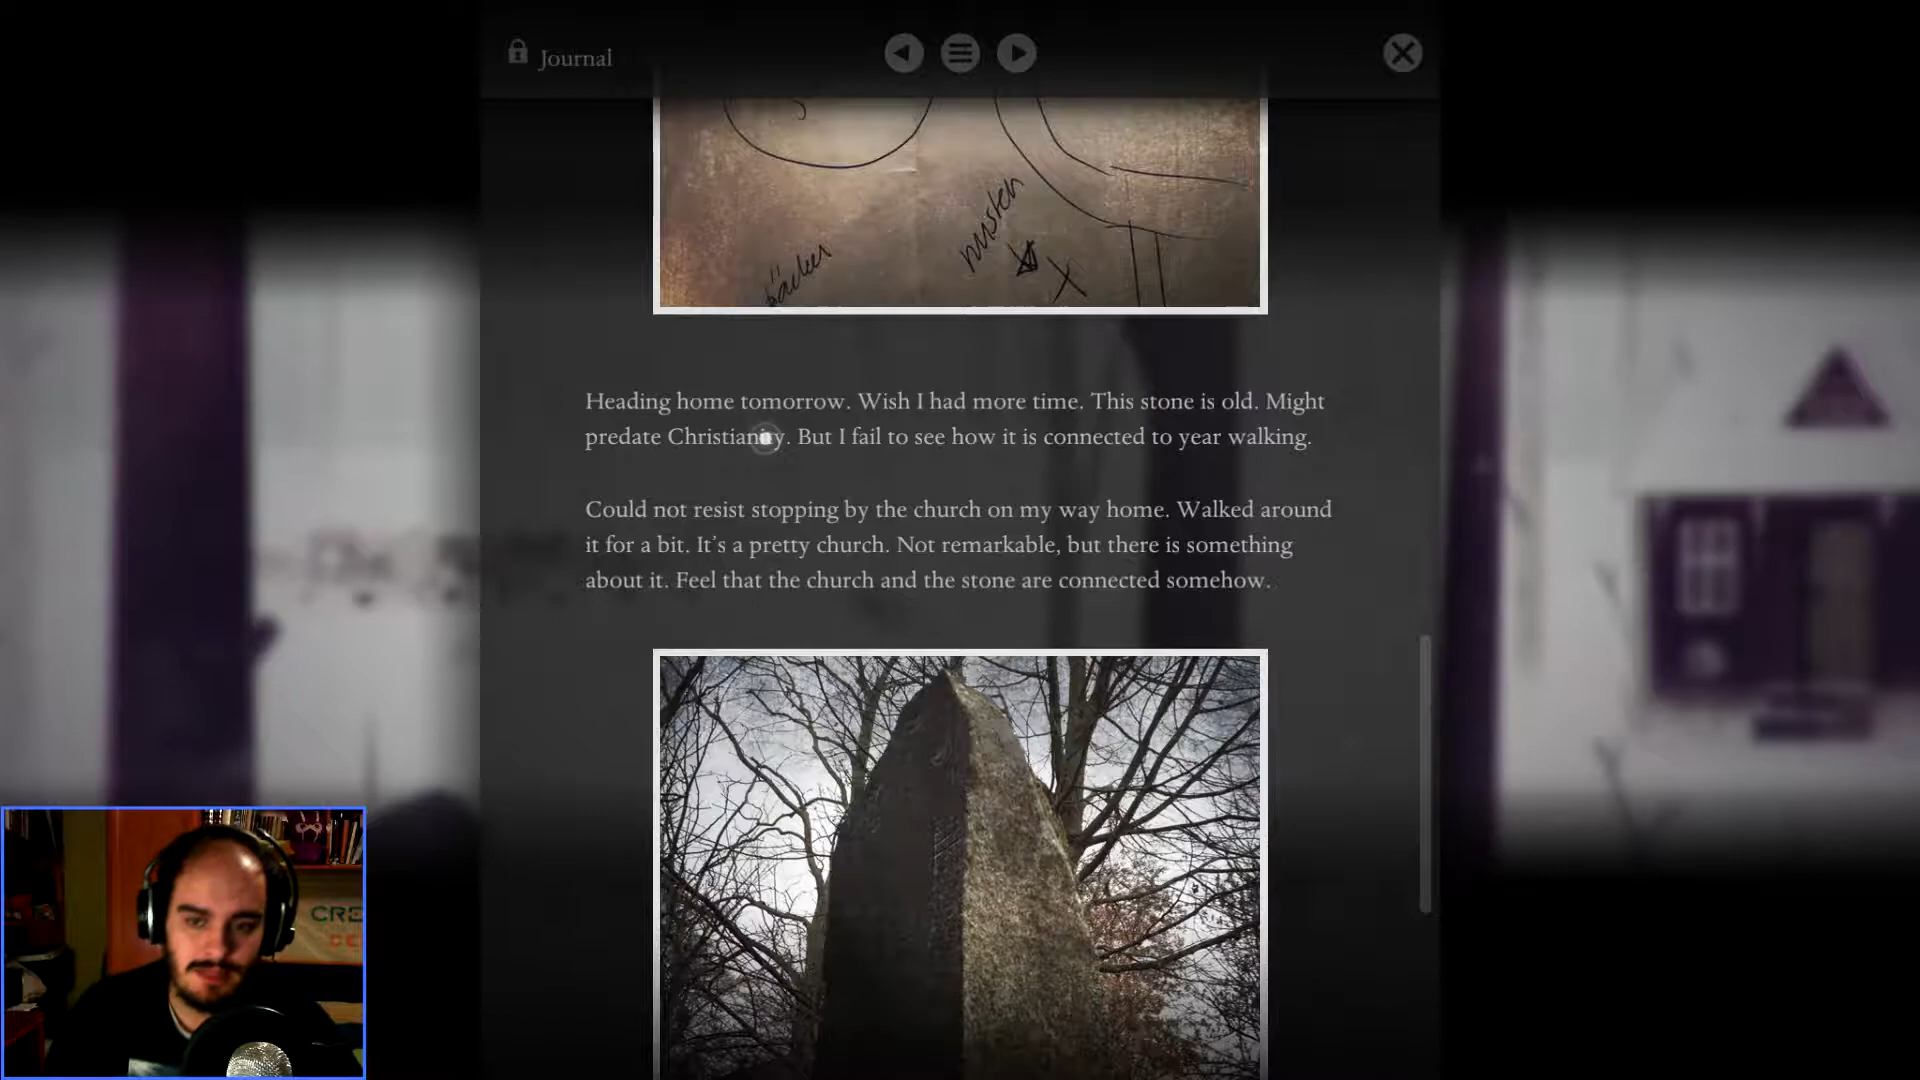 Journal
bäcken
mysten
X
Heading home tomorrow. Wish I had more time. This stone is old. Might
predate Christianity. But I fail to see how it is connected to year walking.
Could not resist stopping by the church on my way home. Walked around
it for a bit. It’s a pretty church. Not remarkable, but there is something
about it. Feel that the church and the stone are connected somehow.
CRE